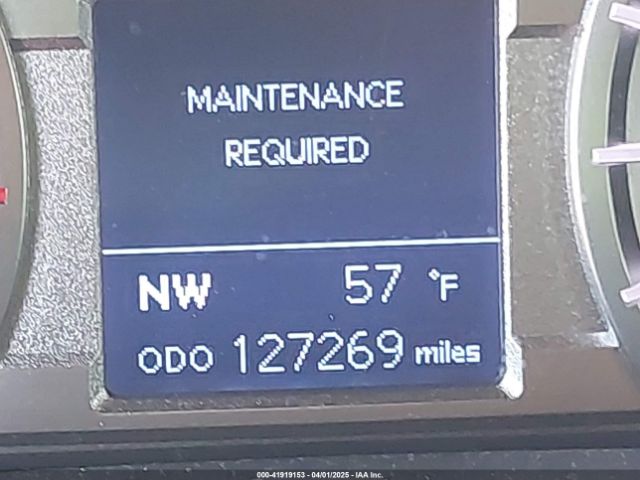 MAINTENANCE
REQUIRED
NW 57 °F
ODO 127269 miles
000-41919153 - 04/01/2025 - IAA Inc.